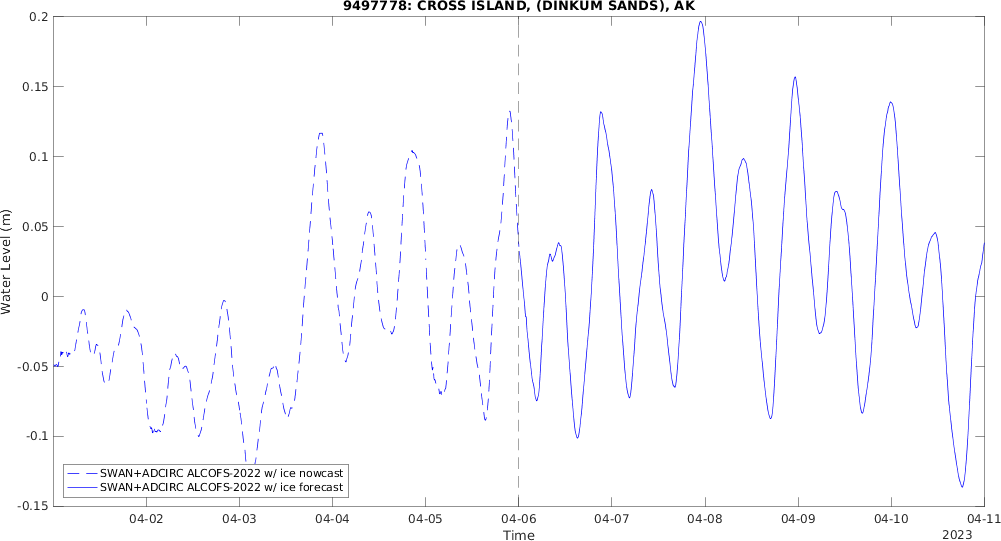 9497778: CROSS ISLAND, (DINKUM SANDS), AK
0.2
0.15
0.1
0.05
0
-0.05
-0.1
-0.15
Water Level (m)
SWAN+ADCIRC ALCOFS-2022 w/ ice nowcast
SWAN+ADCIRC ALCOFS-2022 w/ ice forecast
04-02 04-03 04-04 04-05 04-06 04-07 04-08 04-09 04-10 04-11
Time
2023